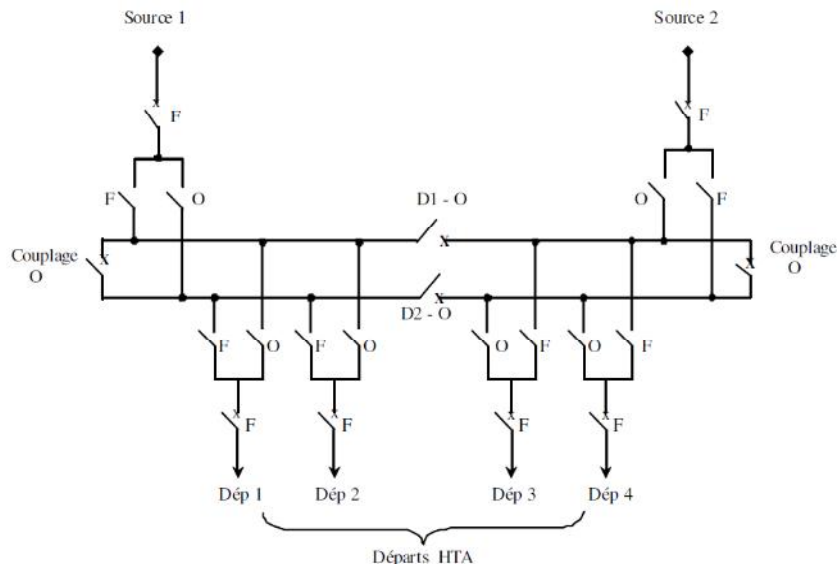 Source 1
Source 2
F
F
F
O
O
F
D1 - O
Couplage
O
Couplage
O
D2 - O
F
O
F
O
O
F
O
F
F
F
F
F
Dép 1
Dép 2
Dép 3
Dép 4
Départs HTA